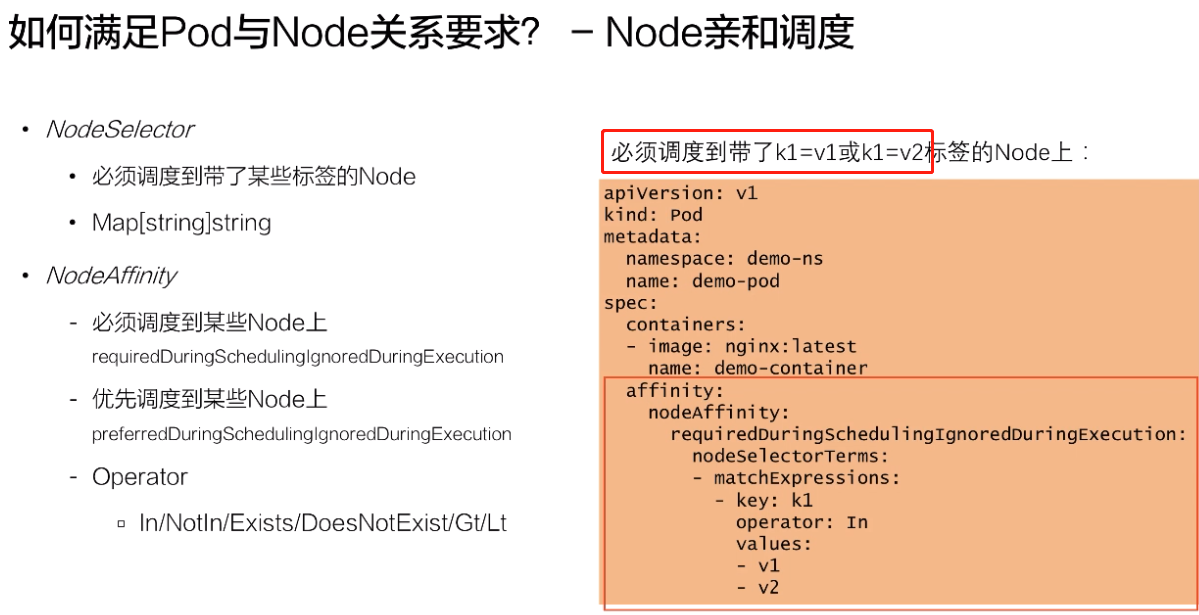 如何满足Pod与Node关系要求? – Node亲和调度
• NodeSelector
• 必须调度到带了某些标签的Node
• Map[string]string
• NodeAffinity
- 必须调度到某些Node上
requiredDuringSchedulingIgnoredDuringExecution
- 优先调度到某些Node上
preferredDuringSchedulingIgnoredDuringExecution
- Operator
▫ In/NotIn/Exists/DoesNotExist/Gt/Lt
必须调度到带了k1=v1或k1=v2标签的Node上：
apiVersion: v1
kind: Pod
metadata:
  namespace: demo-ns
  name: demo-pod
spec:
  containers:
  - image: nginx:latest
    name: demo-container
  affinity:
    nodeAffinity:
      requiredDuringSchedulingIgnoredDuringExecution:
        nodeSelectorTerms:
        - matchExpressions:
          - key: k1
            operator: In
            values:
            - v1
            - v2